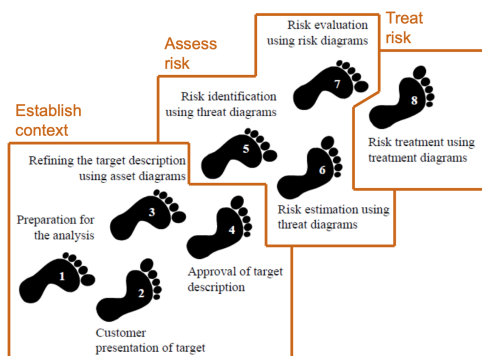 Establish
context
Preparation for
the analysis
1
Customer
presentation of target
2
Refining the target description
using asset diagrams
3
Approval of target
description
4
Assess
risk
Risk identification
using threat diagrams
5
Risk estimation using
threat diagrams
6
Risk evaluation
using risk diagrams
7
Treat
risk
Risk treatment using
treatment diagrams
8